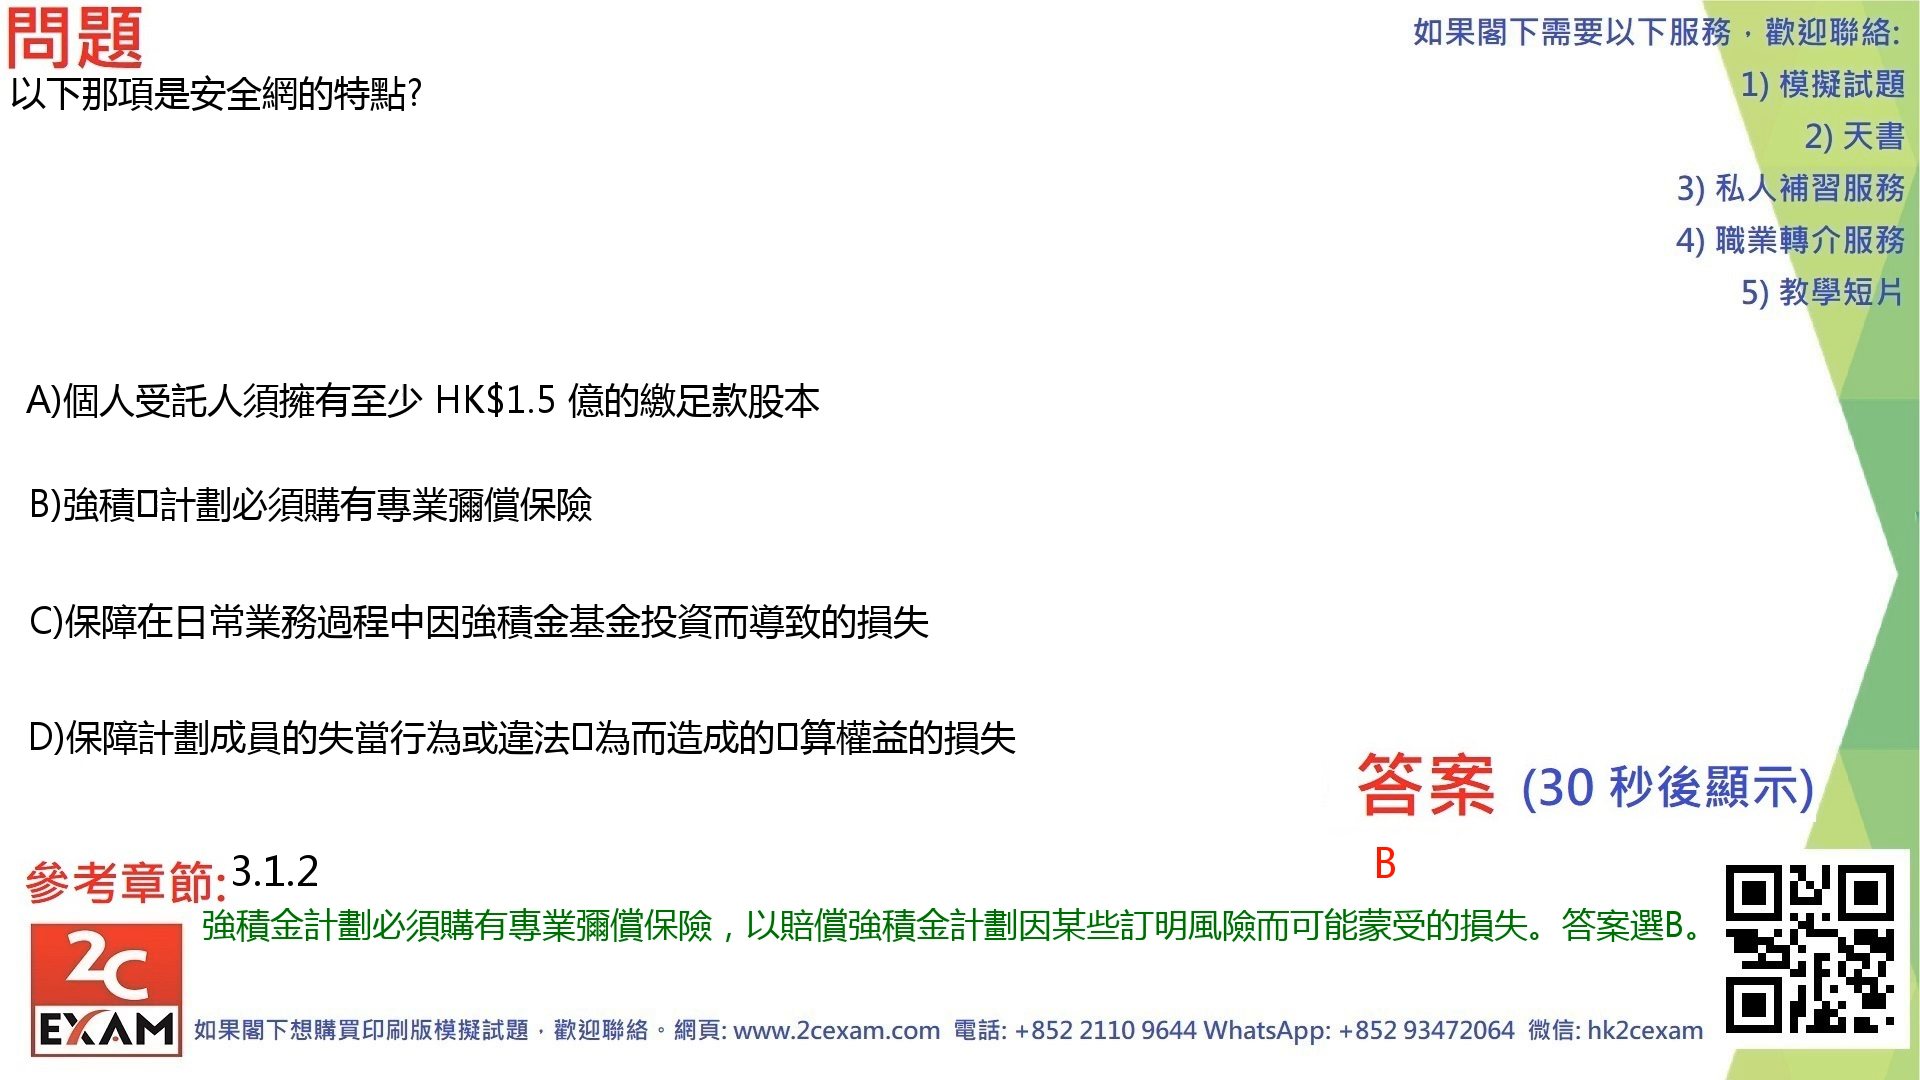 問題
以下那項是安全網的特點?
如果閣下需要以下服務，歡迎聯絡:
1) 模擬試題
2) 天書
3) 私人補習服務
4) 職業轉介服務
5) 教學短片
A)個人受託人須擁有至少 HK$1.5 億的繳足款股本
B)強積▯計劃必須購有專業彌償保險
C)保障在日常業務過程中因強積金基金投資而導致的損失
D)保障計劃成員的失當行為或違法▯為而造成的▯算權益的損失
答案 (30 秒後顯示)
B
參考章節:3.1.2
強積金計劃必須購有專業彌償保險，以賠償強積金計劃因某些訂明風險而可能蒙受的損失。答案選B。
2C
EXAM
如果閣下想購買印刷版模擬試題，歡迎聯絡。網頁: www.2cexam.com 電話: +852 2110 9644 WhatsApp: +852 93472064 微信: hk2cexam